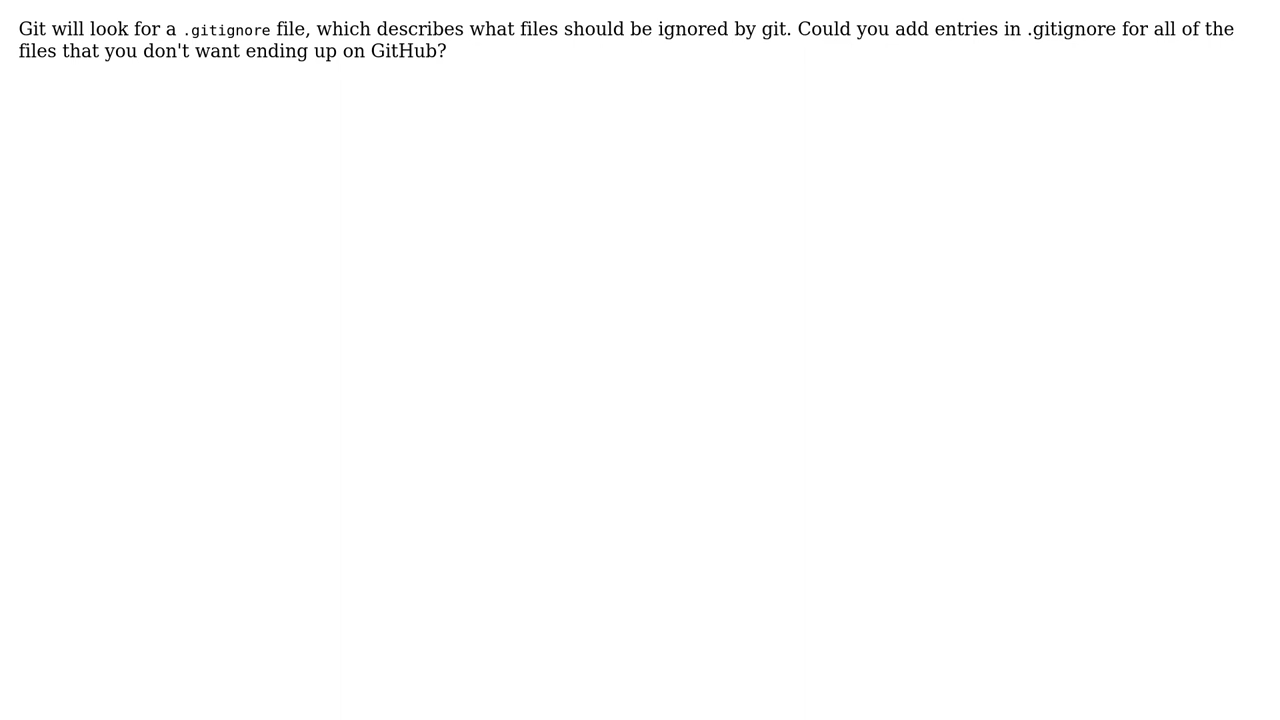 Git will look for a .gitignore file, which describes what files should be ignored by git. Could you add entries in .gitignore for all of the
files that you don't want ending up on GitHub?